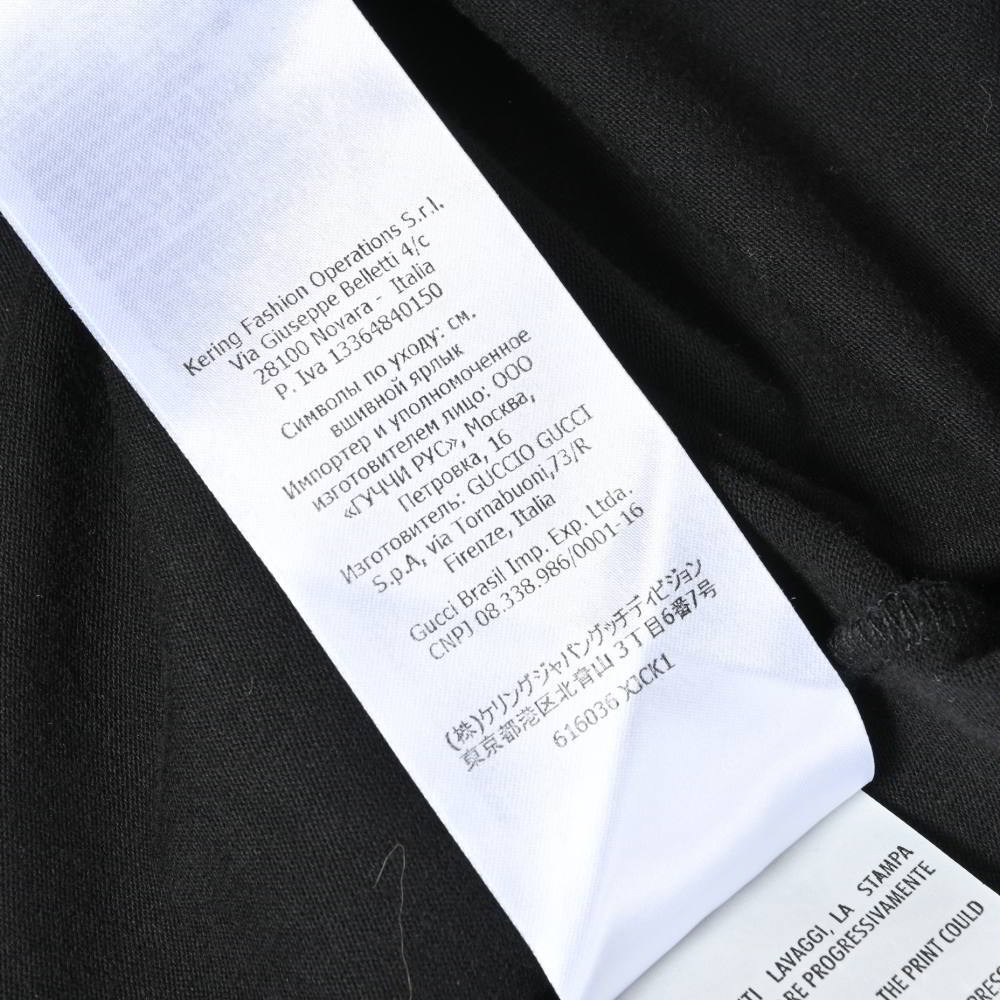 Kering Fashion Operations S.r.l.
Via Giuseppe Belletti 4/c
28100 Novara - Italia
P. Iva 13364840150
Символы по уходу: см.
вшивной ярлык
Импортер и уполномоченное
изготовителем лицо: ООО
«ГУЧЧИ РУС», Москва,
Петровка, 16
Изготовитель: GUCCIO GUCCI
S.p.A, via Tornabuoni,73/R
Firenze, Italia
Gucci Brasil Imp. Exp. Ltda.
CNPJ 08.338.986/0001-16
(株)ケリングジャパングッチディビジョン
東京都港区北青山3丁目6番7号
616036 XJCK1
LAVAGGI, LA STAMPA
PROGRESSIVAMENTE
THE PRINT COULD